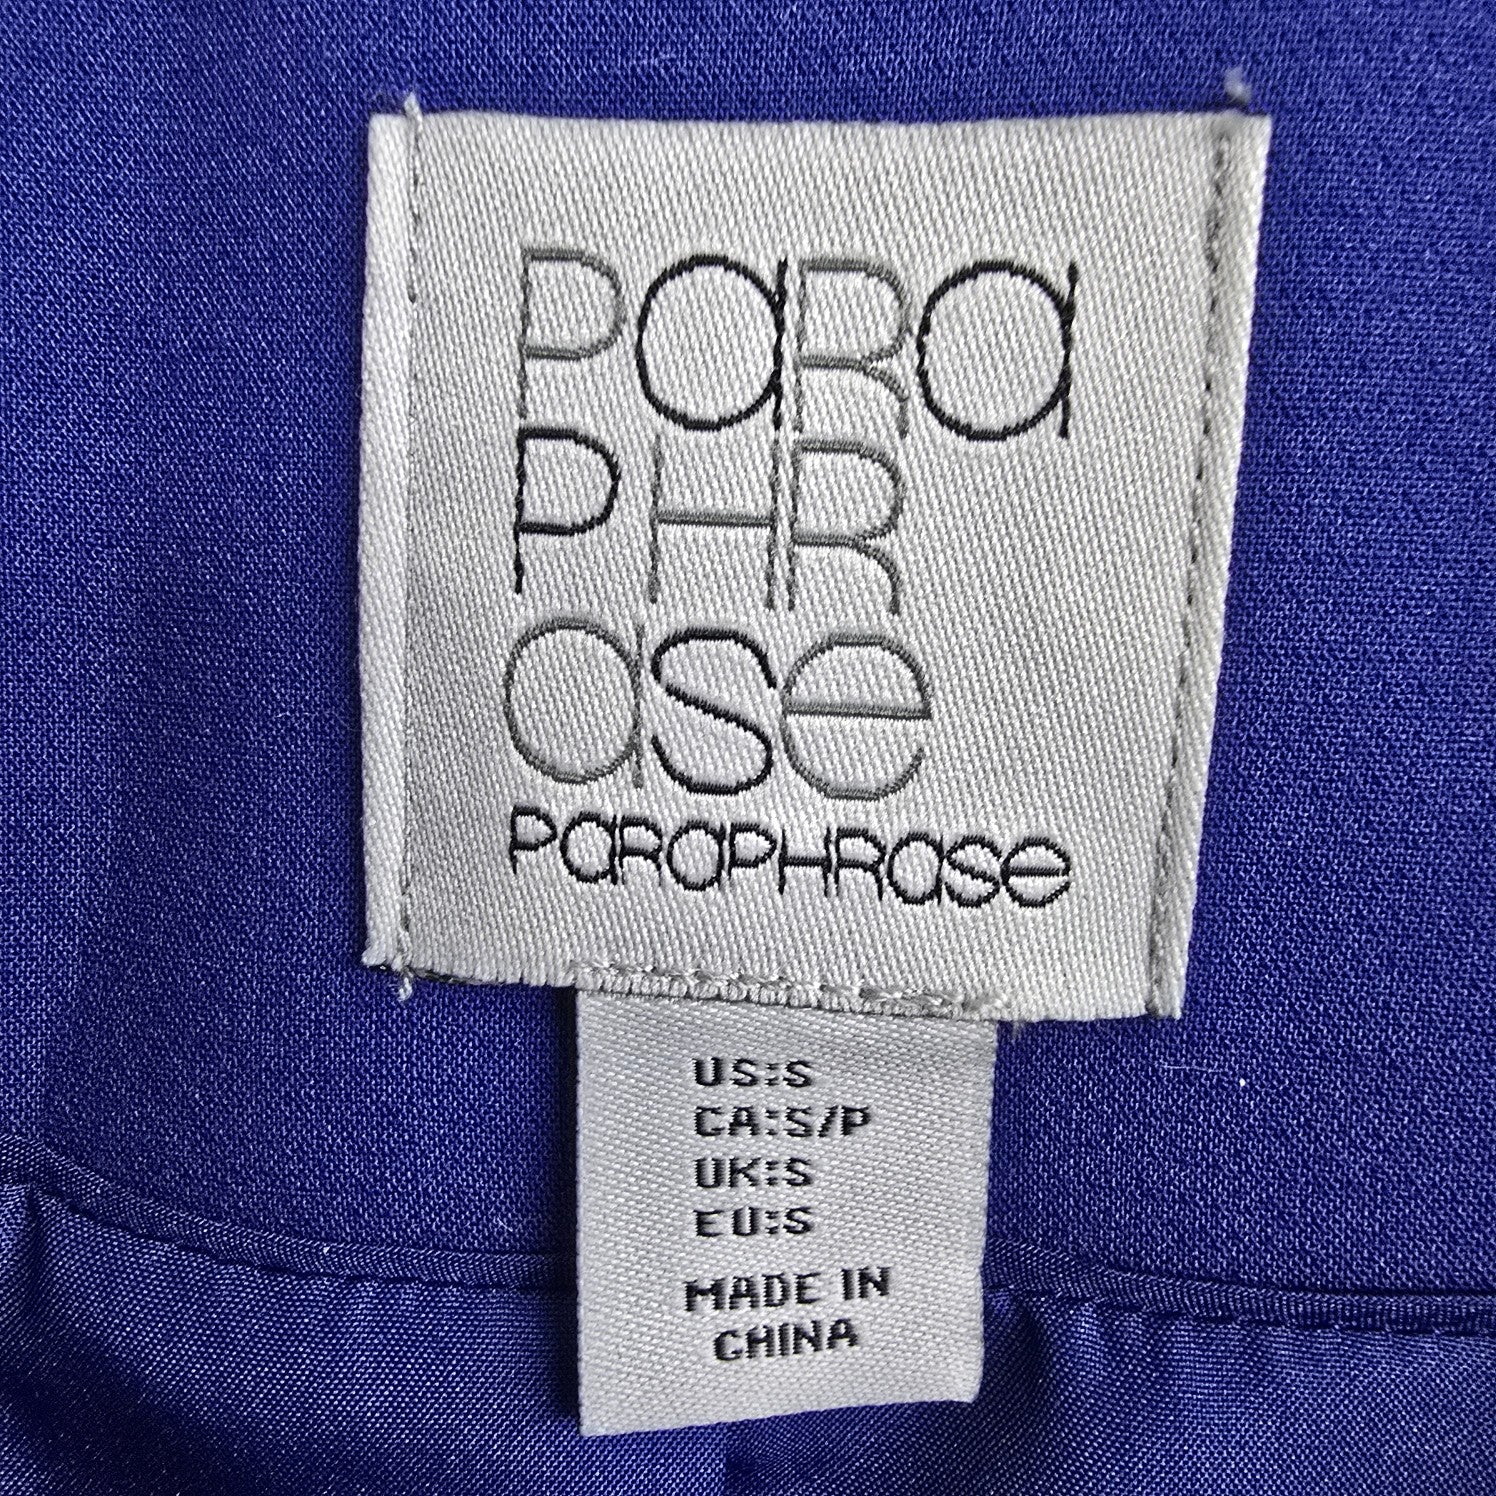 PaRa
PHR
ase
PaRaPHRase
US:S
CA:S/P
UK:S
EU:S
MADE IN
CHINA